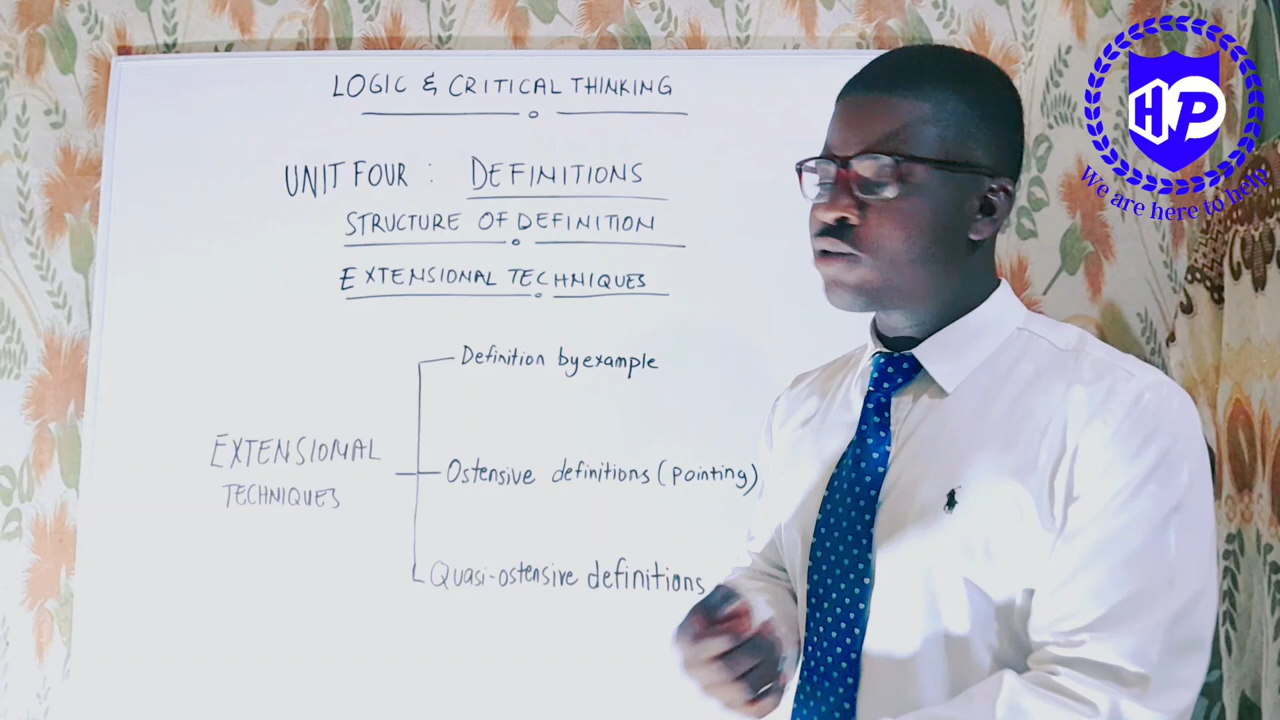 LOGIC & CRITICAL THINKING
UNIT FOUR : DEFINITIONS
STRUCTURE OF DEFINITION
EXTENSIONAL TECHNIQUES
Definition by example
EXTENSIONAL
TECHNIQUES
Ostensive definitions (pointing)
Quasi-ostensive definitions
HP
We are here to help